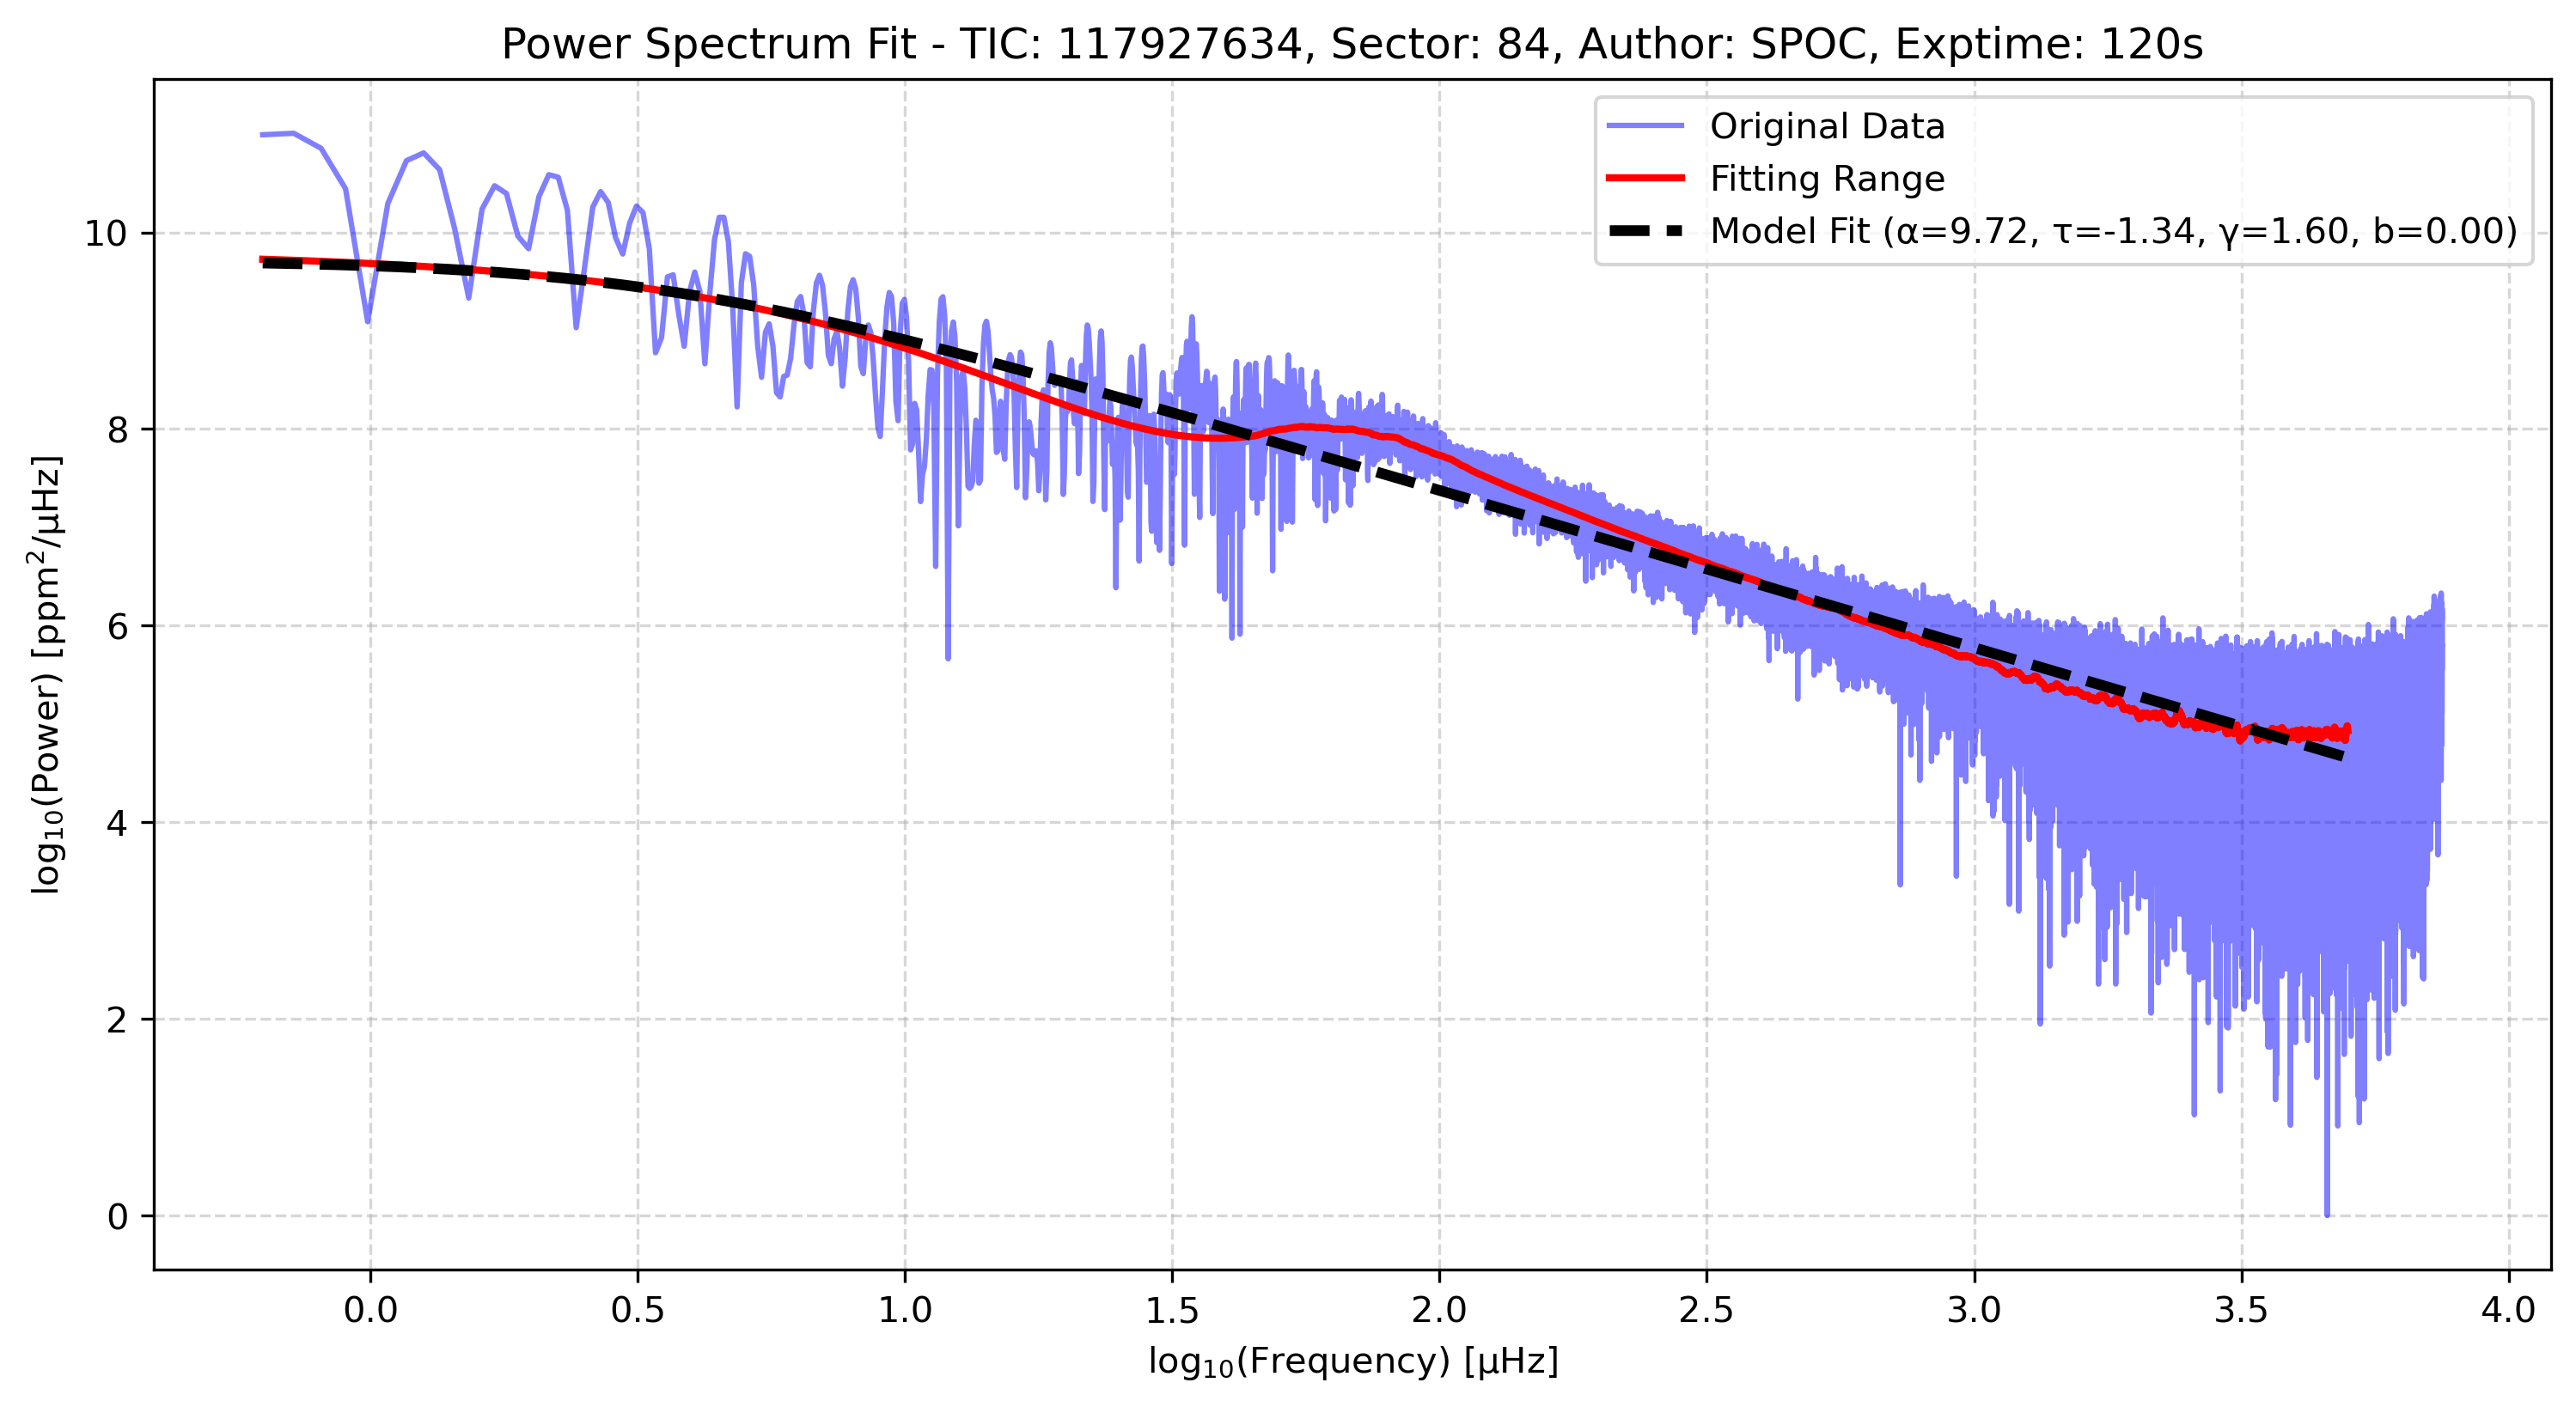 Power Spectrum Fit - TIC: 117927634, Sector: 84, Author: SPOC, Exptime: 120s
Original Data
Fitting Range
Model Fit (α=9.72, τ=-1.34, γ=1.60, b=0.00)
log₁₀(Power) [ppm²/μHz]
10
8
6
4
2
0
0.0 0.5 1.0 1.5 2.0 2.5 3.0 3.5 4.0
log₁₀(Frequency) [μHz]